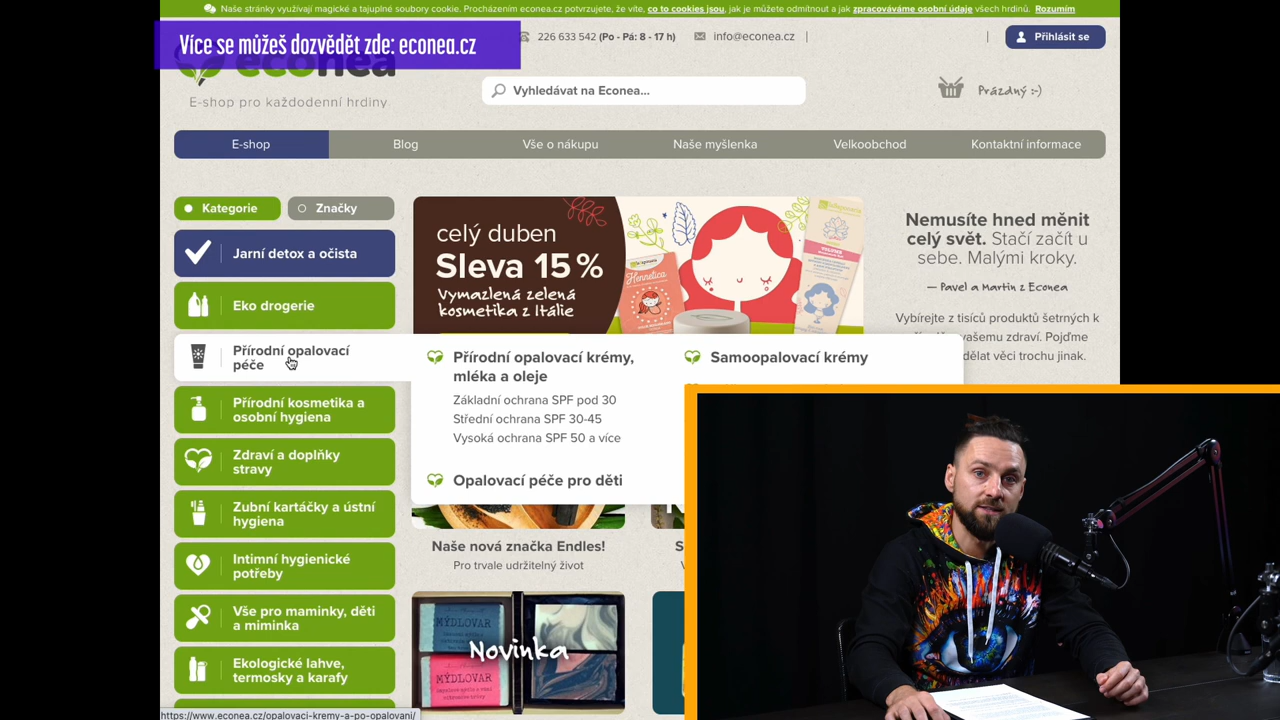 Naše stránky využívají magické a tajuplné soubory cookie. Procházením econea.cz potvrzujete, že víte, co to cookies jsou, jak je můžete odmítnout a jak zpracováváme osobní údaje všech hrdinů. Rozumím
Více se můžeš dozvědět zde: econea.cz
226 633 542 (Po - Pá: 8 - 17 h)
info@econea.cz
Přihlásit se
econea
E-shop pro každodenní hrdiny
Vyhledávat na Econea...
Prázdný :-)
E-shop
Blog
Vše o nákupu
Naše myšlenka
Velkoobchod
Kontaktní informace
Kategorie
Značky
Jarní detox a očista
Eko drogerie
Přírodní opalovací
péče
Přírodní kosmetika a
osobní hygiena
Zdraví a doplňky
stravy
Zubní kartáčky a ústní
hygiena
Intimní hygienické
potřeby
Vše pro maminky, děti
a miminka
Ekologické lahve,
termosky a karafy
celý duben
Sleva 15 %
Vymazlená zelená
kosmetika z Itálie
Nemusíte hned měnit
celý svět. Stačí začít u
sebe. Malými kroky.
— Pavel a Martin z Econea
Vybírejte z tisíců produktů šetrných k
vašemu zdraví. Pojďme
dělat věci trochu jinak.
Přírodní opalovací krémy,
mléka a oleje
Základní ochrana SPF pod 30
Střední ochrana SPF 30-45
Vysoká ochrana SPF 50 a více
Opalovací péče pro děti
Samoopalovací krémy
Naše nová značka Endles!
Pro trvale udržitelný život
MÝDLOVAR
Novinka
MÝDLOVAR
https://www.econea.cz/opalovaci-kremy-a-po-opalovani/